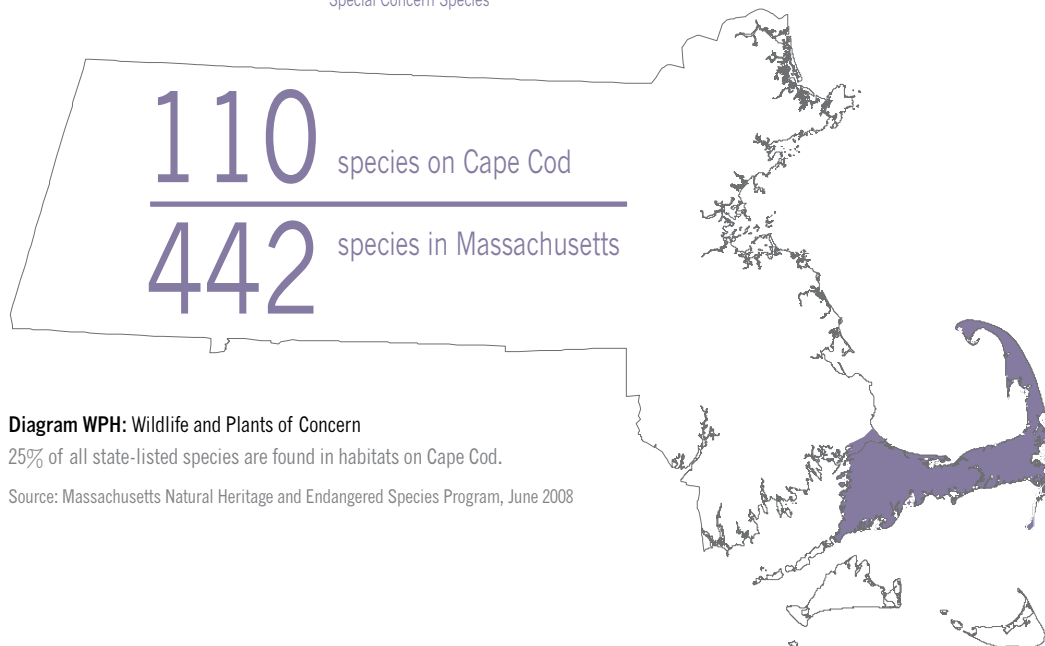 Special Concern Species
110 species on Cape Cod
442 species in Massachusetts
Diagram WPH: Wildlife and Plants of Concern
25% of all state-listed species are found in habitats on Cape Cod.
Source: Massachusetts Natural Heritage and Endangered Species Program, June 2008